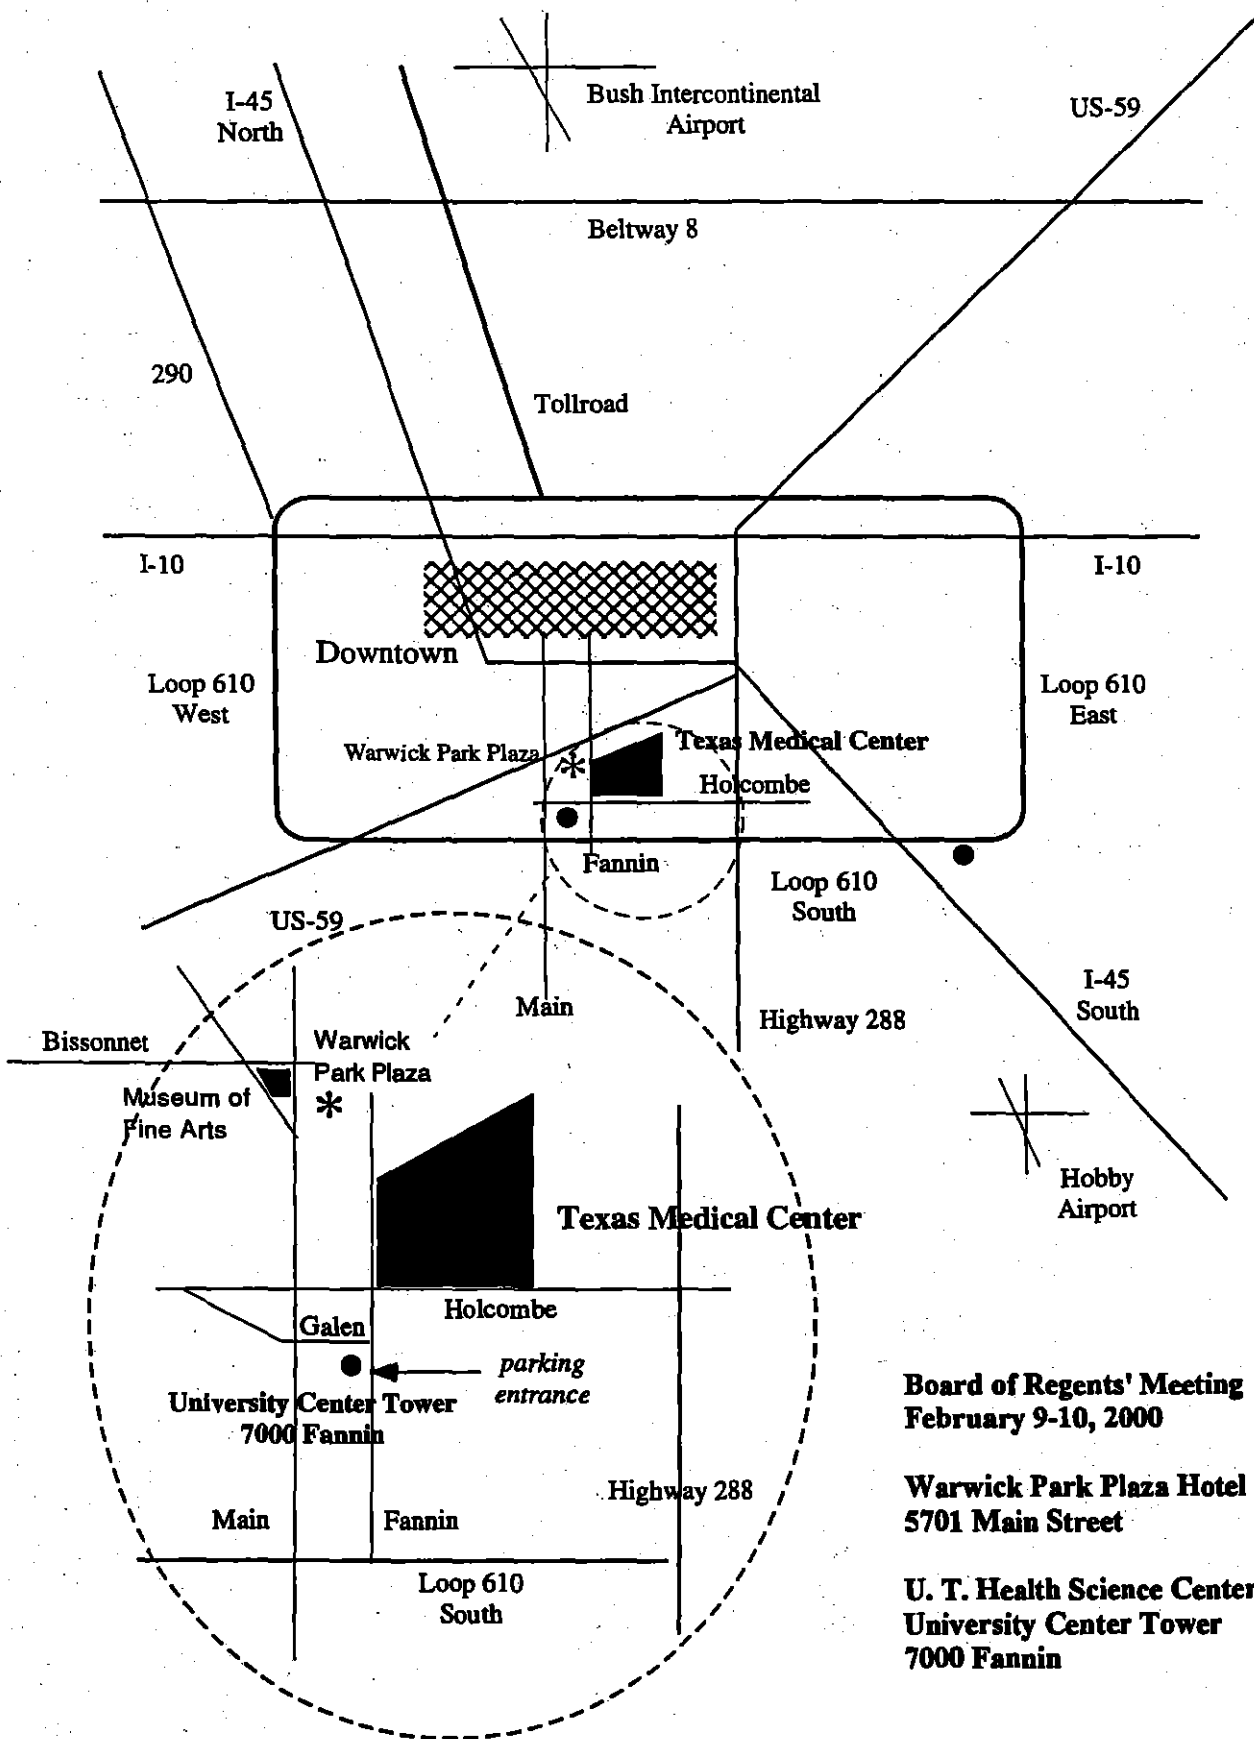 I-45
North
Bush Intercontinental
Airport
US-59
Beltway 8
290
Tollroad
I-10
I-10
Downtown
Loop 610
West
Loop 610
East
Warwick Park Plaza
*
Texas Medical Center
Holcombe
Fannin
Loop 610
South
US-59
Main
Highway 288
I-45
South
Bissonnet
Warwick
Park Plaza
*
Museum of
Fine Arts
Hobby
Airport
Texas Medical Center
Holcombe
Galen
parking
entrance
University Center Tower
7000 Fannin
Main
Fannin
Highway 288
Loop 610
South
Board of Regents' Meeting
February 9-10, 2000
Warwick Park Plaza Hotel
5701 Main Street
U. T. Health Science Center
University Center Tower
7000 Fannin